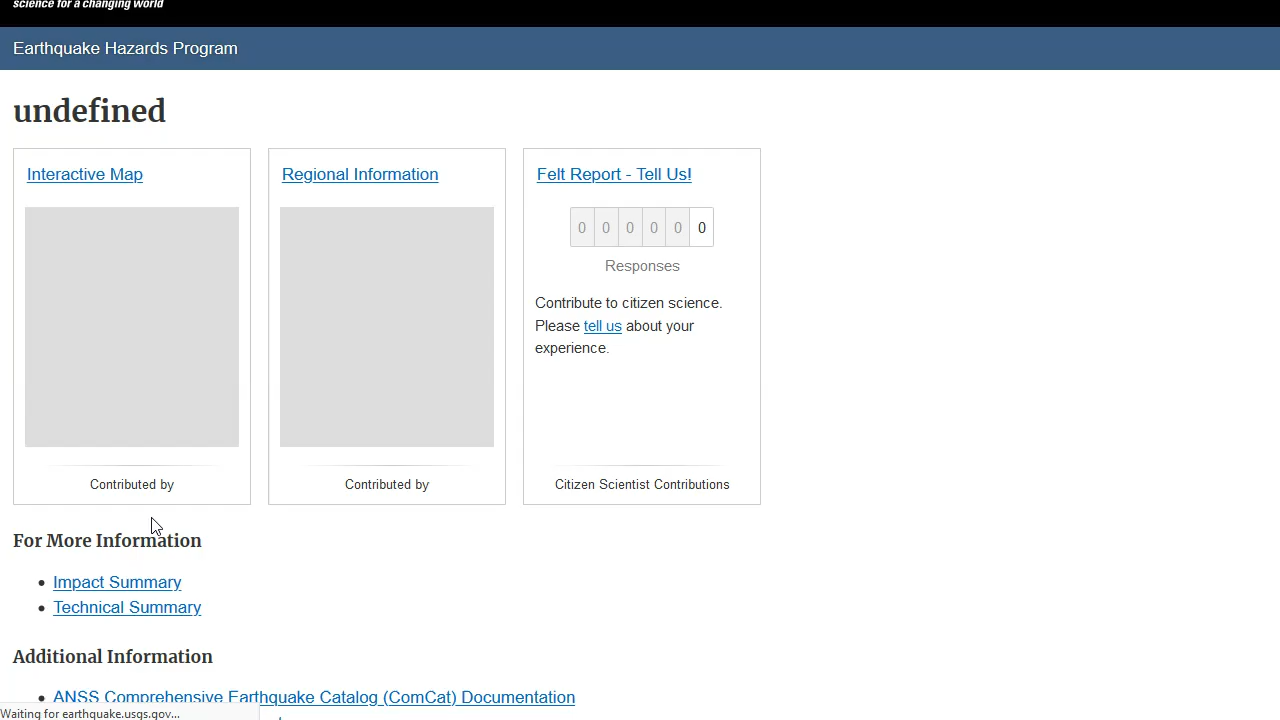 science for a changing world
Earthquake Hazards Program
undefined
Interactive Map
Regional Information
Felt Report - Tell Us!
0 0 0 0 0 0
Responses
Contribute to citizen science.
Please tell us about your
experience.
Contributed by
Contributed by
Citizen Scientist Contributions
For More Information
Impact Summary
Technical Summary
Additional Information
ANSS Comprehensive Earthquake Catalog (ComCat) Documentation
Waiting for earthquake.usgs.gov...